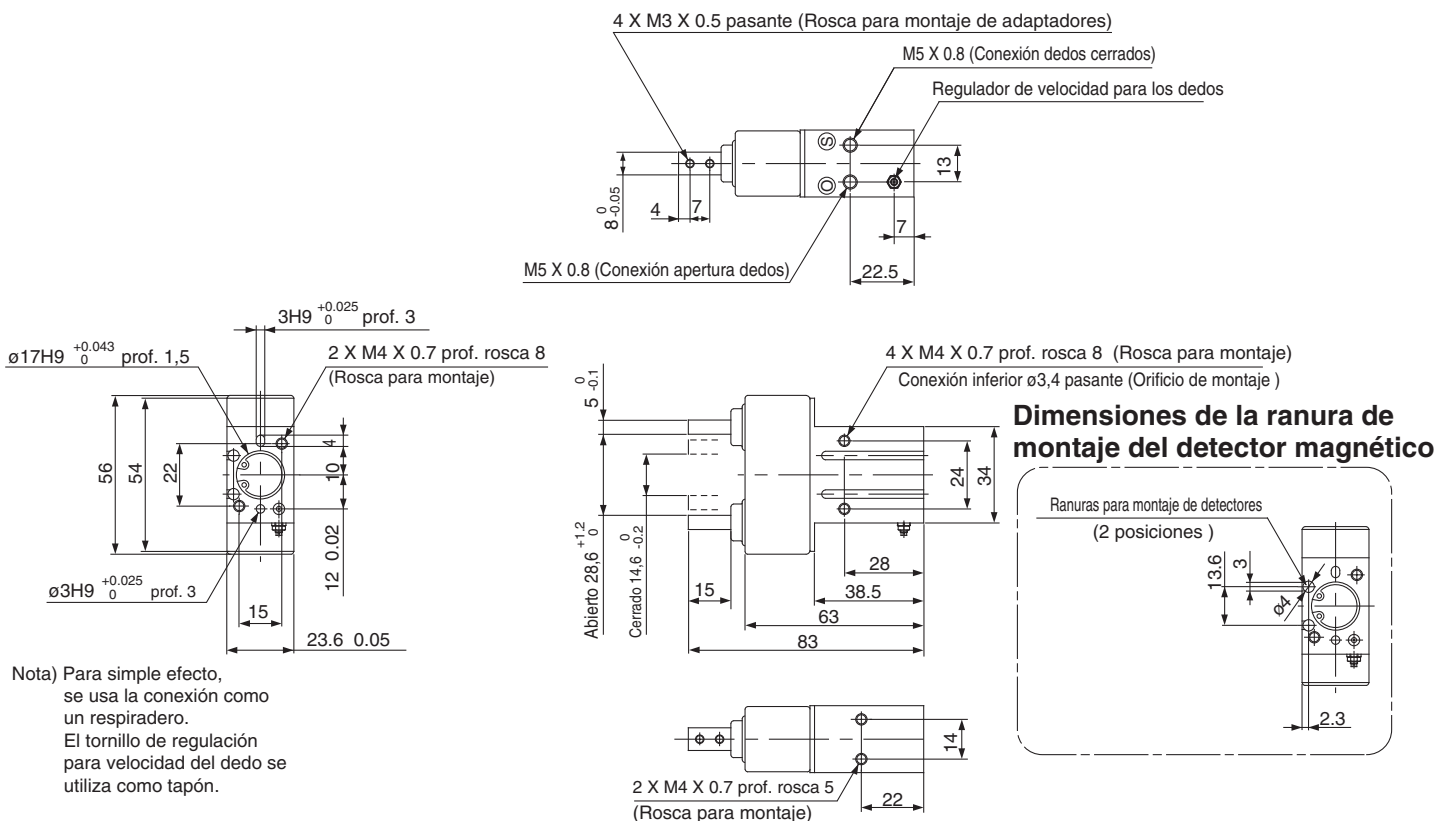 4 X M3 X 0.5 pasante (Rosca para montaje de adaptadores)
M5 X 0.8 (Conexión dedos cerrados)
Regulador de velocidad para los dedos
S
O
13
8 0 -0.05
4
7
7
M5 X 0.8 (Conexión apertura dedos)
22.5
3H9 +0.025 0 prof. 3
ø17H9 +0.043 0 prof. 1,5
2 X M4 X 0.7 prof. rosca 8
(Rosca para montaje)
56
54
22
4
10
12 0.02
ø3H9 +0.025 0 prof. 3
15
23.6 0.05
Nota) Para simple efecto,
se usa la conexión como
un respiradero.
El tornillo de regulación
para velocidad del dedo se
utiliza como tapón.
4 X M4 X 0.7 prof. rosca 8 (Rosca para montaje)
Conexión inferior ø3,4 pasante (Orificio de montaje )
5 0 -0.1
Abierto 28,6 +1.2 0
Cerrado 14,6 0 -0.2
24
34
28
15
38.5
63
83
Dimensiones de la ranura de
montaje del detector magnético
Ranuras para montaje de detectores
(2 posiciones )
13.6
3
ø4
2.3
14
2 X M4 X 0.7 prof. rosca 5
(Rosca para montaje)
22